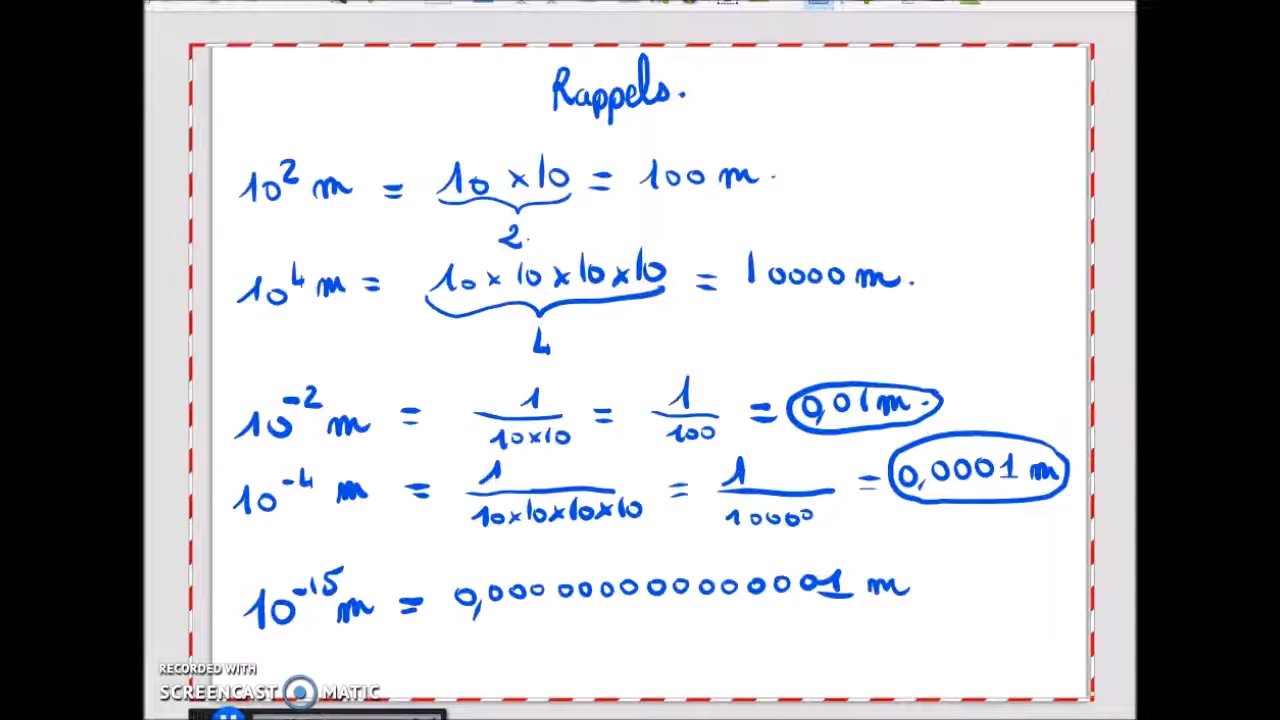 Rappels.
10² m = 10 × 10 = 100 m.
2.
10⁴ m = 10 × 10 × 10 × 10 = 10000 m.
4
10⁻² m = 1/(10×10) = 1/100 = 0,01 m.
10⁻⁴ m = 1/(10×10×10×10) = 1/10000 = 0,0001 m
10⁻¹⁵ m = 0,000000000000001 m
RECORDED WITH
SCREENCAST MATIC